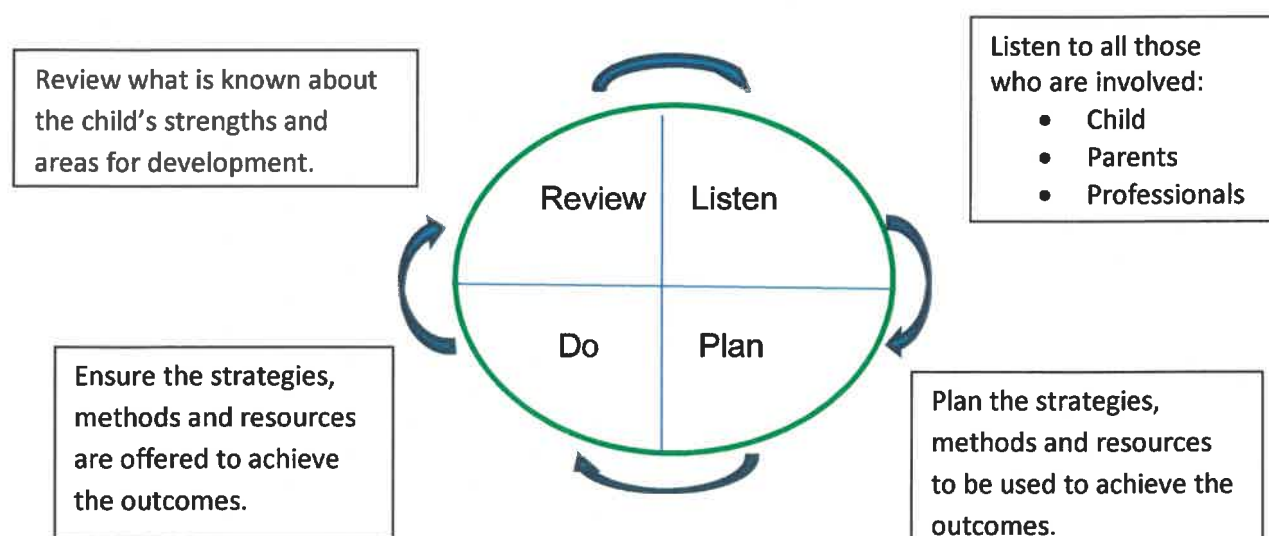 Review what is known about
the child's strengths and
areas for development.
Listen to all those
who are involved:
• Child
• Parents
• Professionals
Review
Listen
Do
Plan
Ensure the strategies,
methods and resources
are offered to achieve
the outcomes.
Plan the strategies,
methods and resources
to be used to achieve the
outcomes.